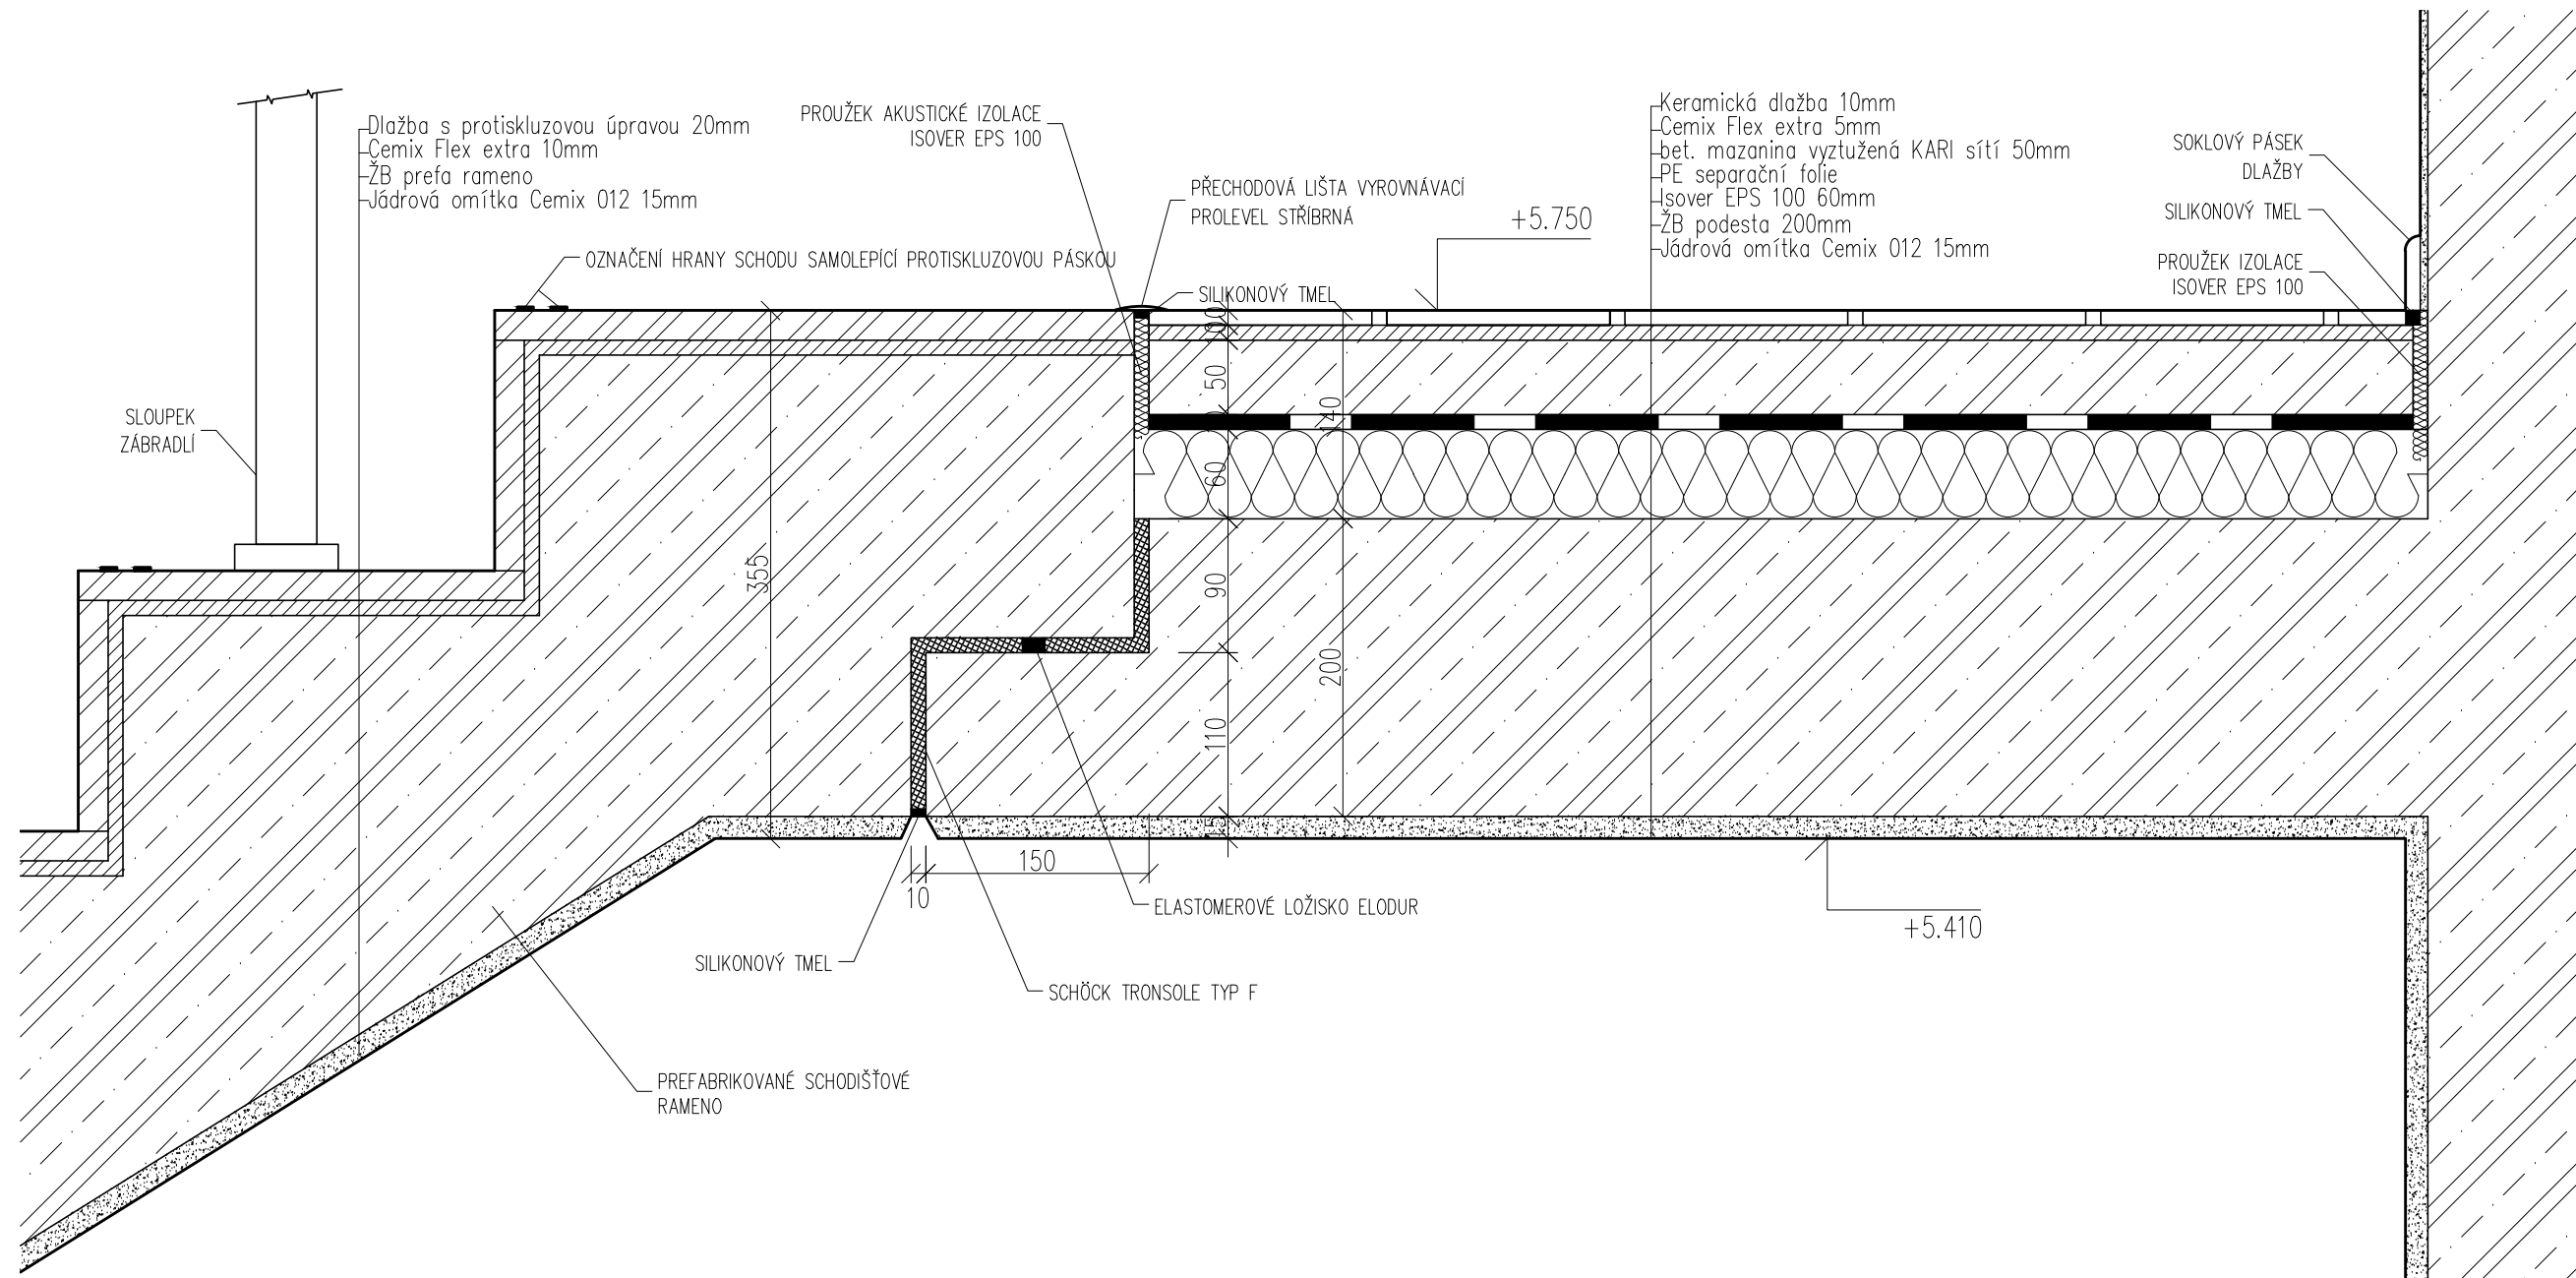 Dlažba s protiskluzovou úpravou 20mm
Cemix Flex extra 10mm
ŽB prefa rameno
Jádrová omítka Cemix 012 15mm
PROUŽEK AKUSTICKÉ IZOLACE
ISOVER EPS 100
PŘECHODOVÁ LIŠTA VYROVNÁVACÍ
PROLEVEL STŘÍBRNÁ
+5.750
Keramická dlažba 10mm
Cemix Flex extra 5mm
bet. mazanina vyztužená KARI sítí 50mm
PE separační folie
Isover EPS 100 60mm
ŽB podesta 200mm
Jádrová omítka Cemix 012 15mm
SOKLOVÝ PÁSEK
DLAŽBY
SILIKONOVÝ TMEL
PROUŽEK IZOLACE
ISOVER EPS 100
OZNAČENÍ HRANY SCHODU SAMOLEPÍCÍ PROTISKLUZOVOU PÁSKOU
SILIKONOVÝ TMEL
SLOUPEK
ZÁBRADLÍ
50
140
60
355
90
200
110
15
150
10
ELASTOMEROVÉ LOŽISKO ELODUR
+5.410
SILIKONOVÝ TMEL
SCHÖCK TRONSOLE TYP F
PREFABRIKOVANÉ SCHODIŠŤOVÉ
RAMENO